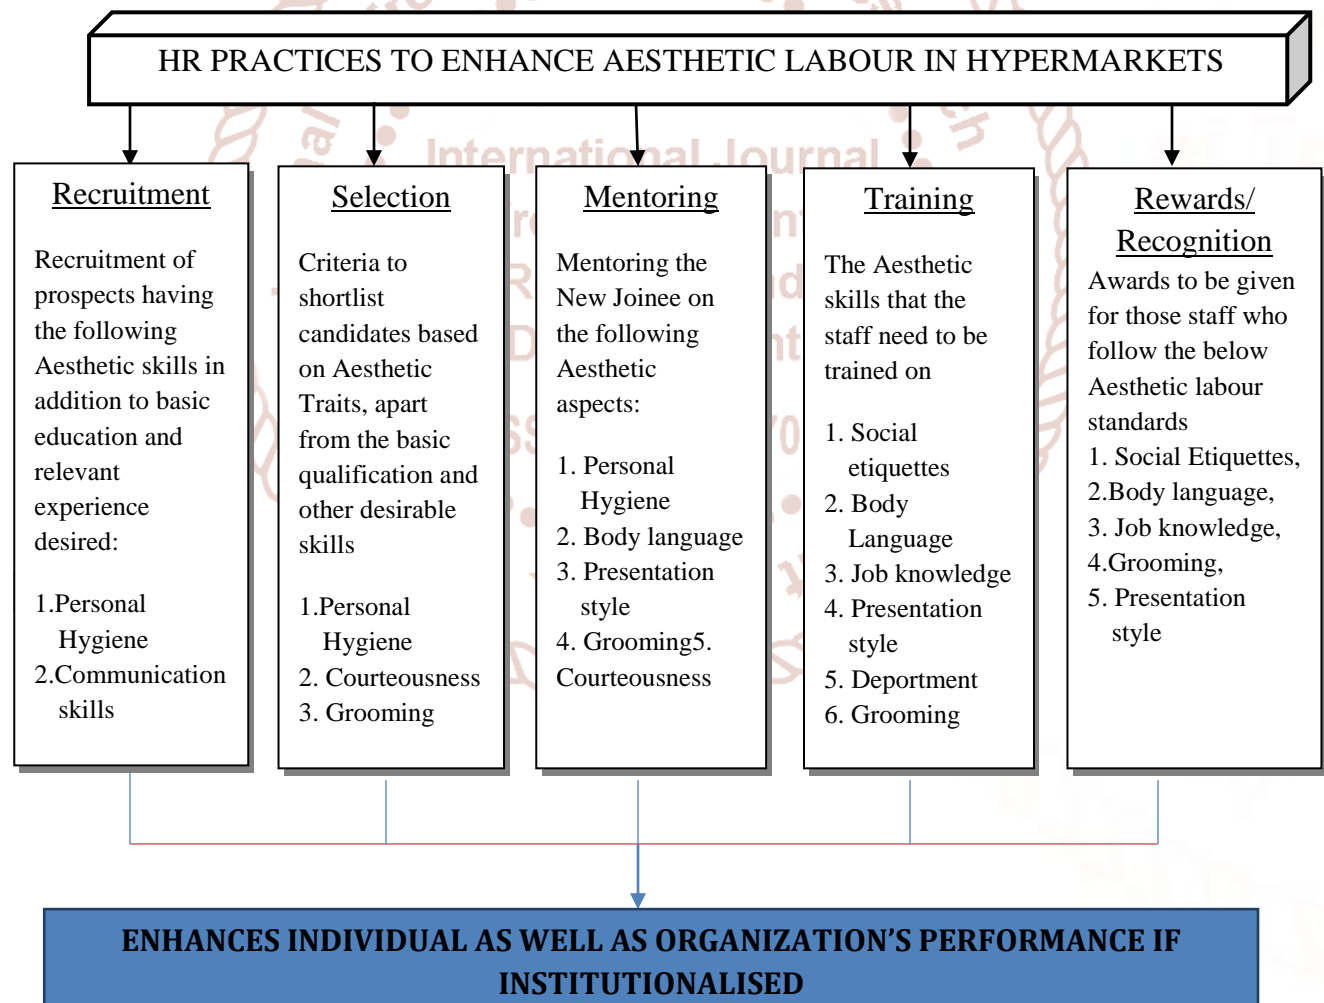 HR PRACTICES TO ENHANCE AESTHETIC LABOUR IN HYPERMARKETS
Recruitment
Recruitment of
prospects having
the following
Aesthetic skills in
addition to basic
education and
relevant
experience
desired:
1.Personal
Hygiene
2.Communication
skills
Selection
Criteria to
shortlist
candidates based
on Aesthetic
Traits, apart
from the basic
qualification and
other desirable
skills
1.Personal
Hygiene
2. Courteousness
3. Grooming
Mentoring
Mentoring the
New Joinee on
the following
Aesthetic
aspects:
1. Personal
Hygiene
2. Body language
3. Presentation
style
4. Grooming5.
Courteousness
Training
The Aesthetic
skills that the
staff need to be
trained on
1. Social
etiquettes
2. Body
Language
3. Job knowledge
4. Presentation
style
5. Deportment
6. Grooming
Rewards/
Recognition
Awards to be given
for those staff who
follow the below
Aesthetic labour
standards
1. Social Etiquettes,
2.Body language,
3. Job knowledge,
4.Grooming,
5. Presentation
style
ENHANCES INDIVIDUAL AS WELL AS ORGANIZATION’S PERFORMANCE IF
INSTITUTIONALISED
International Journal